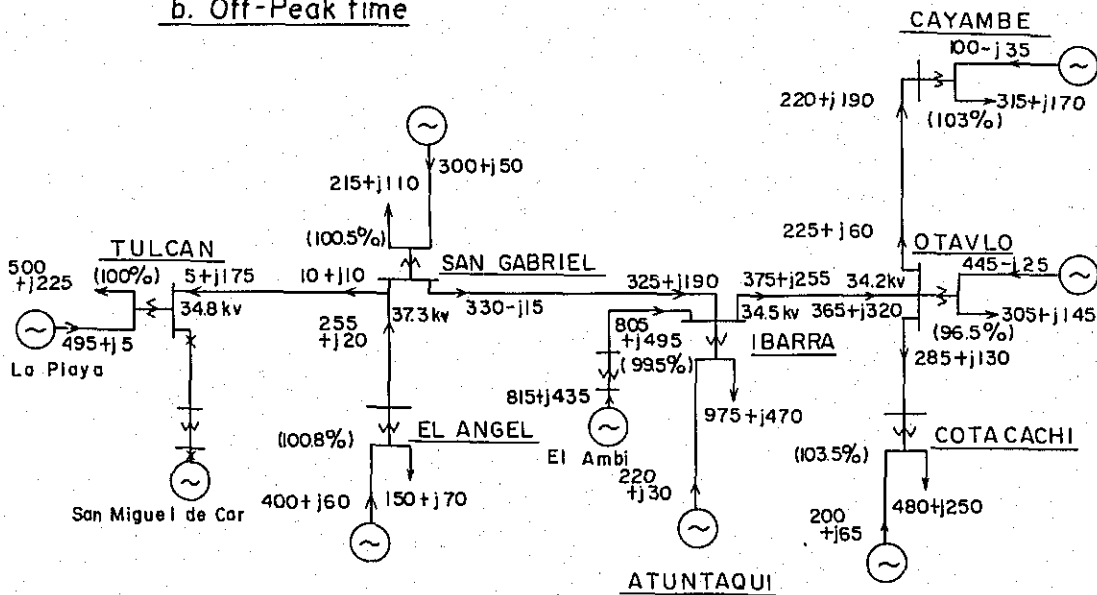 b. Off-Peak time
CAYAMBE
100-j35
220+j190
315+j170
(103%)
300+j50
215+j110
(100.5%)
225+j60
TULCAN
SAN GABRIEL
OTAVLO
500
+j225
(100%)
5+j175
10+j10
325+j190
375+j255
34.2kv
445-j25
34.8kv
37.3kv
330-j15
34.5kv
365+j320
305+j145
(96.5%)
495+j5
La Playa
255
+j20
805
+j495
IBARRA
(99.5%)
285+j130
815+j435
975+j470
(100.8%)
EL ANGEL
El Ambi
COTACACHI
(103.5%)
San Miguel de Car
400+j60
150+j70
220
+j30
200
+j65
480+j250
ATUNTAQUI